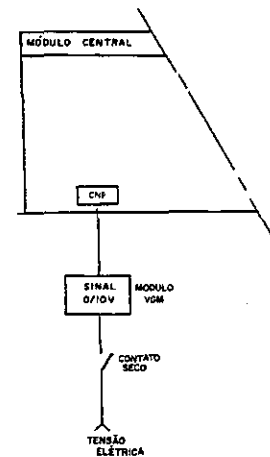 MÓDULO CENTRAL
CNF
SINAL
0/10V
MODULO
VGM
CONTATO
SECO
TENSÃO
ELÉTRICA